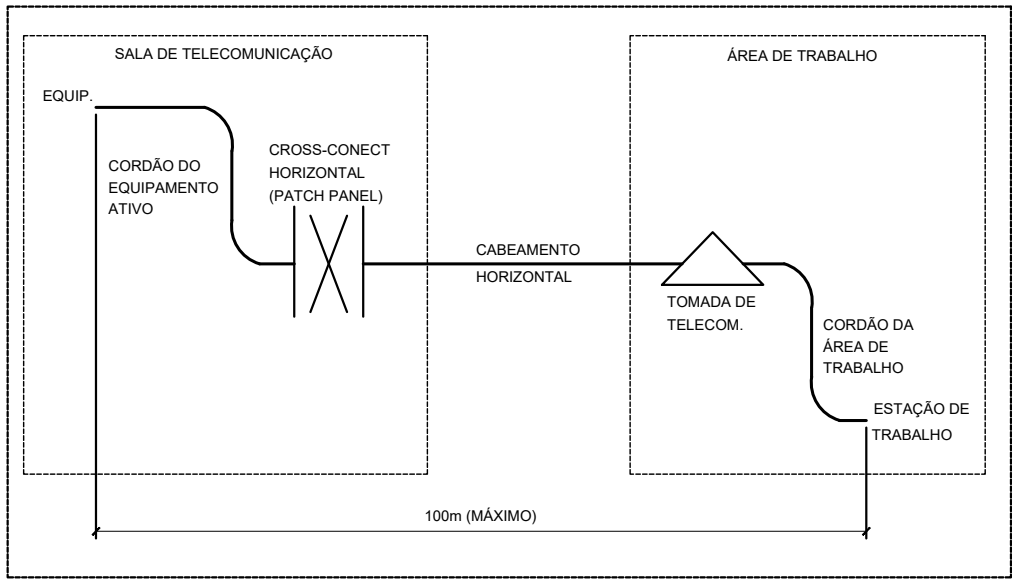 SALA DE TELECOMUNICAÇÃO
EQUIP.
CORDÃO DO
EQUIPAMENTO
ATIVO
CROSS-CONECT
HORIZONTAL
(PATCH PANEL)
CABEAMENTO
HORIZONTAL
ÁREA DE TRABALHO
TOMADA DE
TELECOM.
CORDÃO DA
ÁREA DE
TRABALHO
ESTAÇÃO DE
TRABALHO
100m (MÁXIMO)